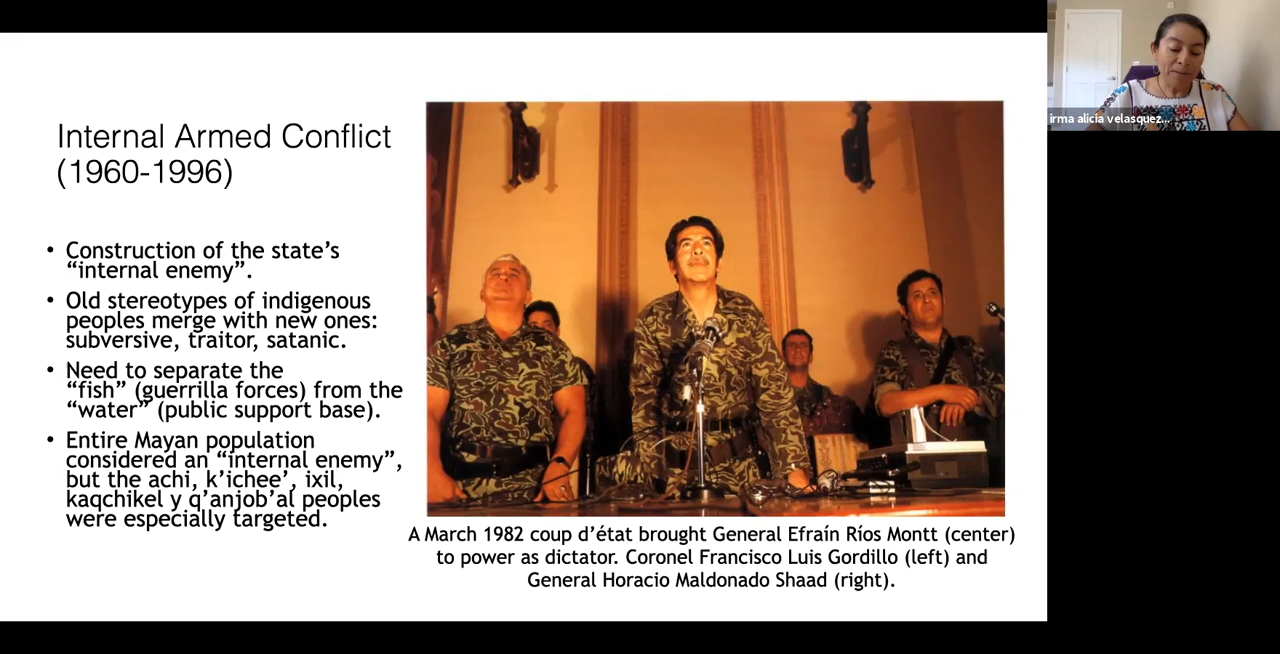 Internal Armed Conflict
(1960-1996)
• Construction of the state’s
“internal enemy”.
• Old stereotypes of indigenous
peoples merge with new ones:
subversive, traitor, satanic.
• Need to separate the
“fish” (guerrilla forces) from the
“water” (public support base).
• Entire Mayan population
considered an “internal enemy”,
but the achi, k’ichee’, ixil,
kaqchikel y q’anjob’al peoples
were especially targeted.
A March 1982 coup d’état brought General Efraín Ríos Montt (center)
to power as dictator. Coronel Francisco Luis Gordillo (left) and
General Horacio Maldonado Shaad (right).
irma alicia velasquez...